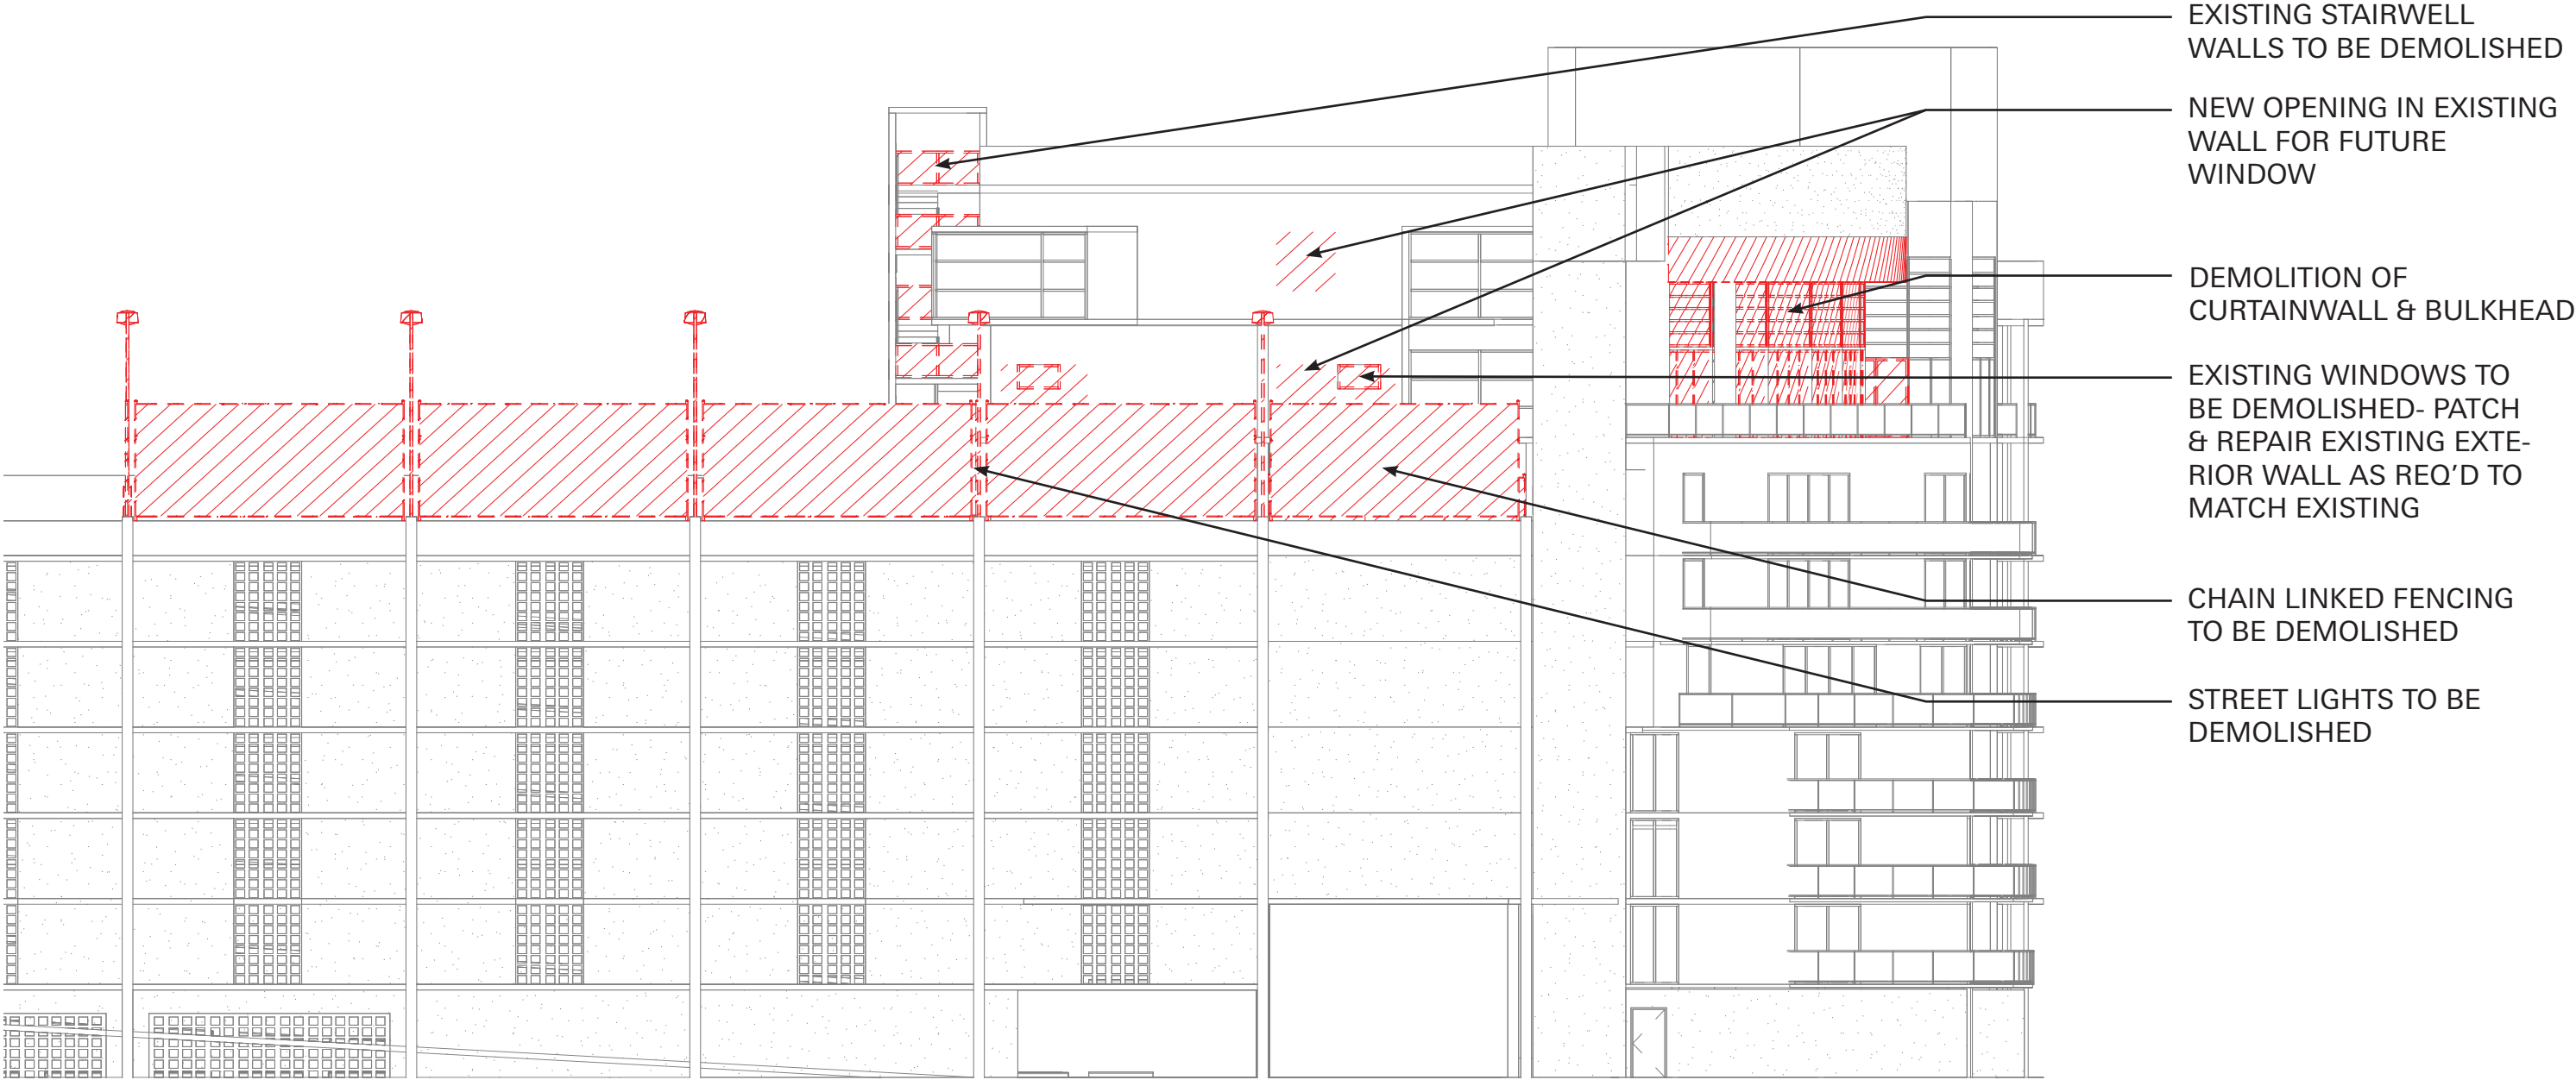 EXISTING STAIRWELL
WALLS TO BE DEMOLISHED
NEW OPENING IN EXISTING
WALL FOR FUTURE
WINDOW
DEMOLITION OF
CURTAINWALL & BULKHEAD
EXISTING WINDOWS TO
BE DEMOLISHED- PATCH
& REPAIR EXISTING EXTE-
RIOR WALL AS REQ’D TO
MATCH EXISTING
CHAIN LINKED FENCING
TO BE DEMOLISHED
STREET LIGHTS TO BE
DEMOLISHED